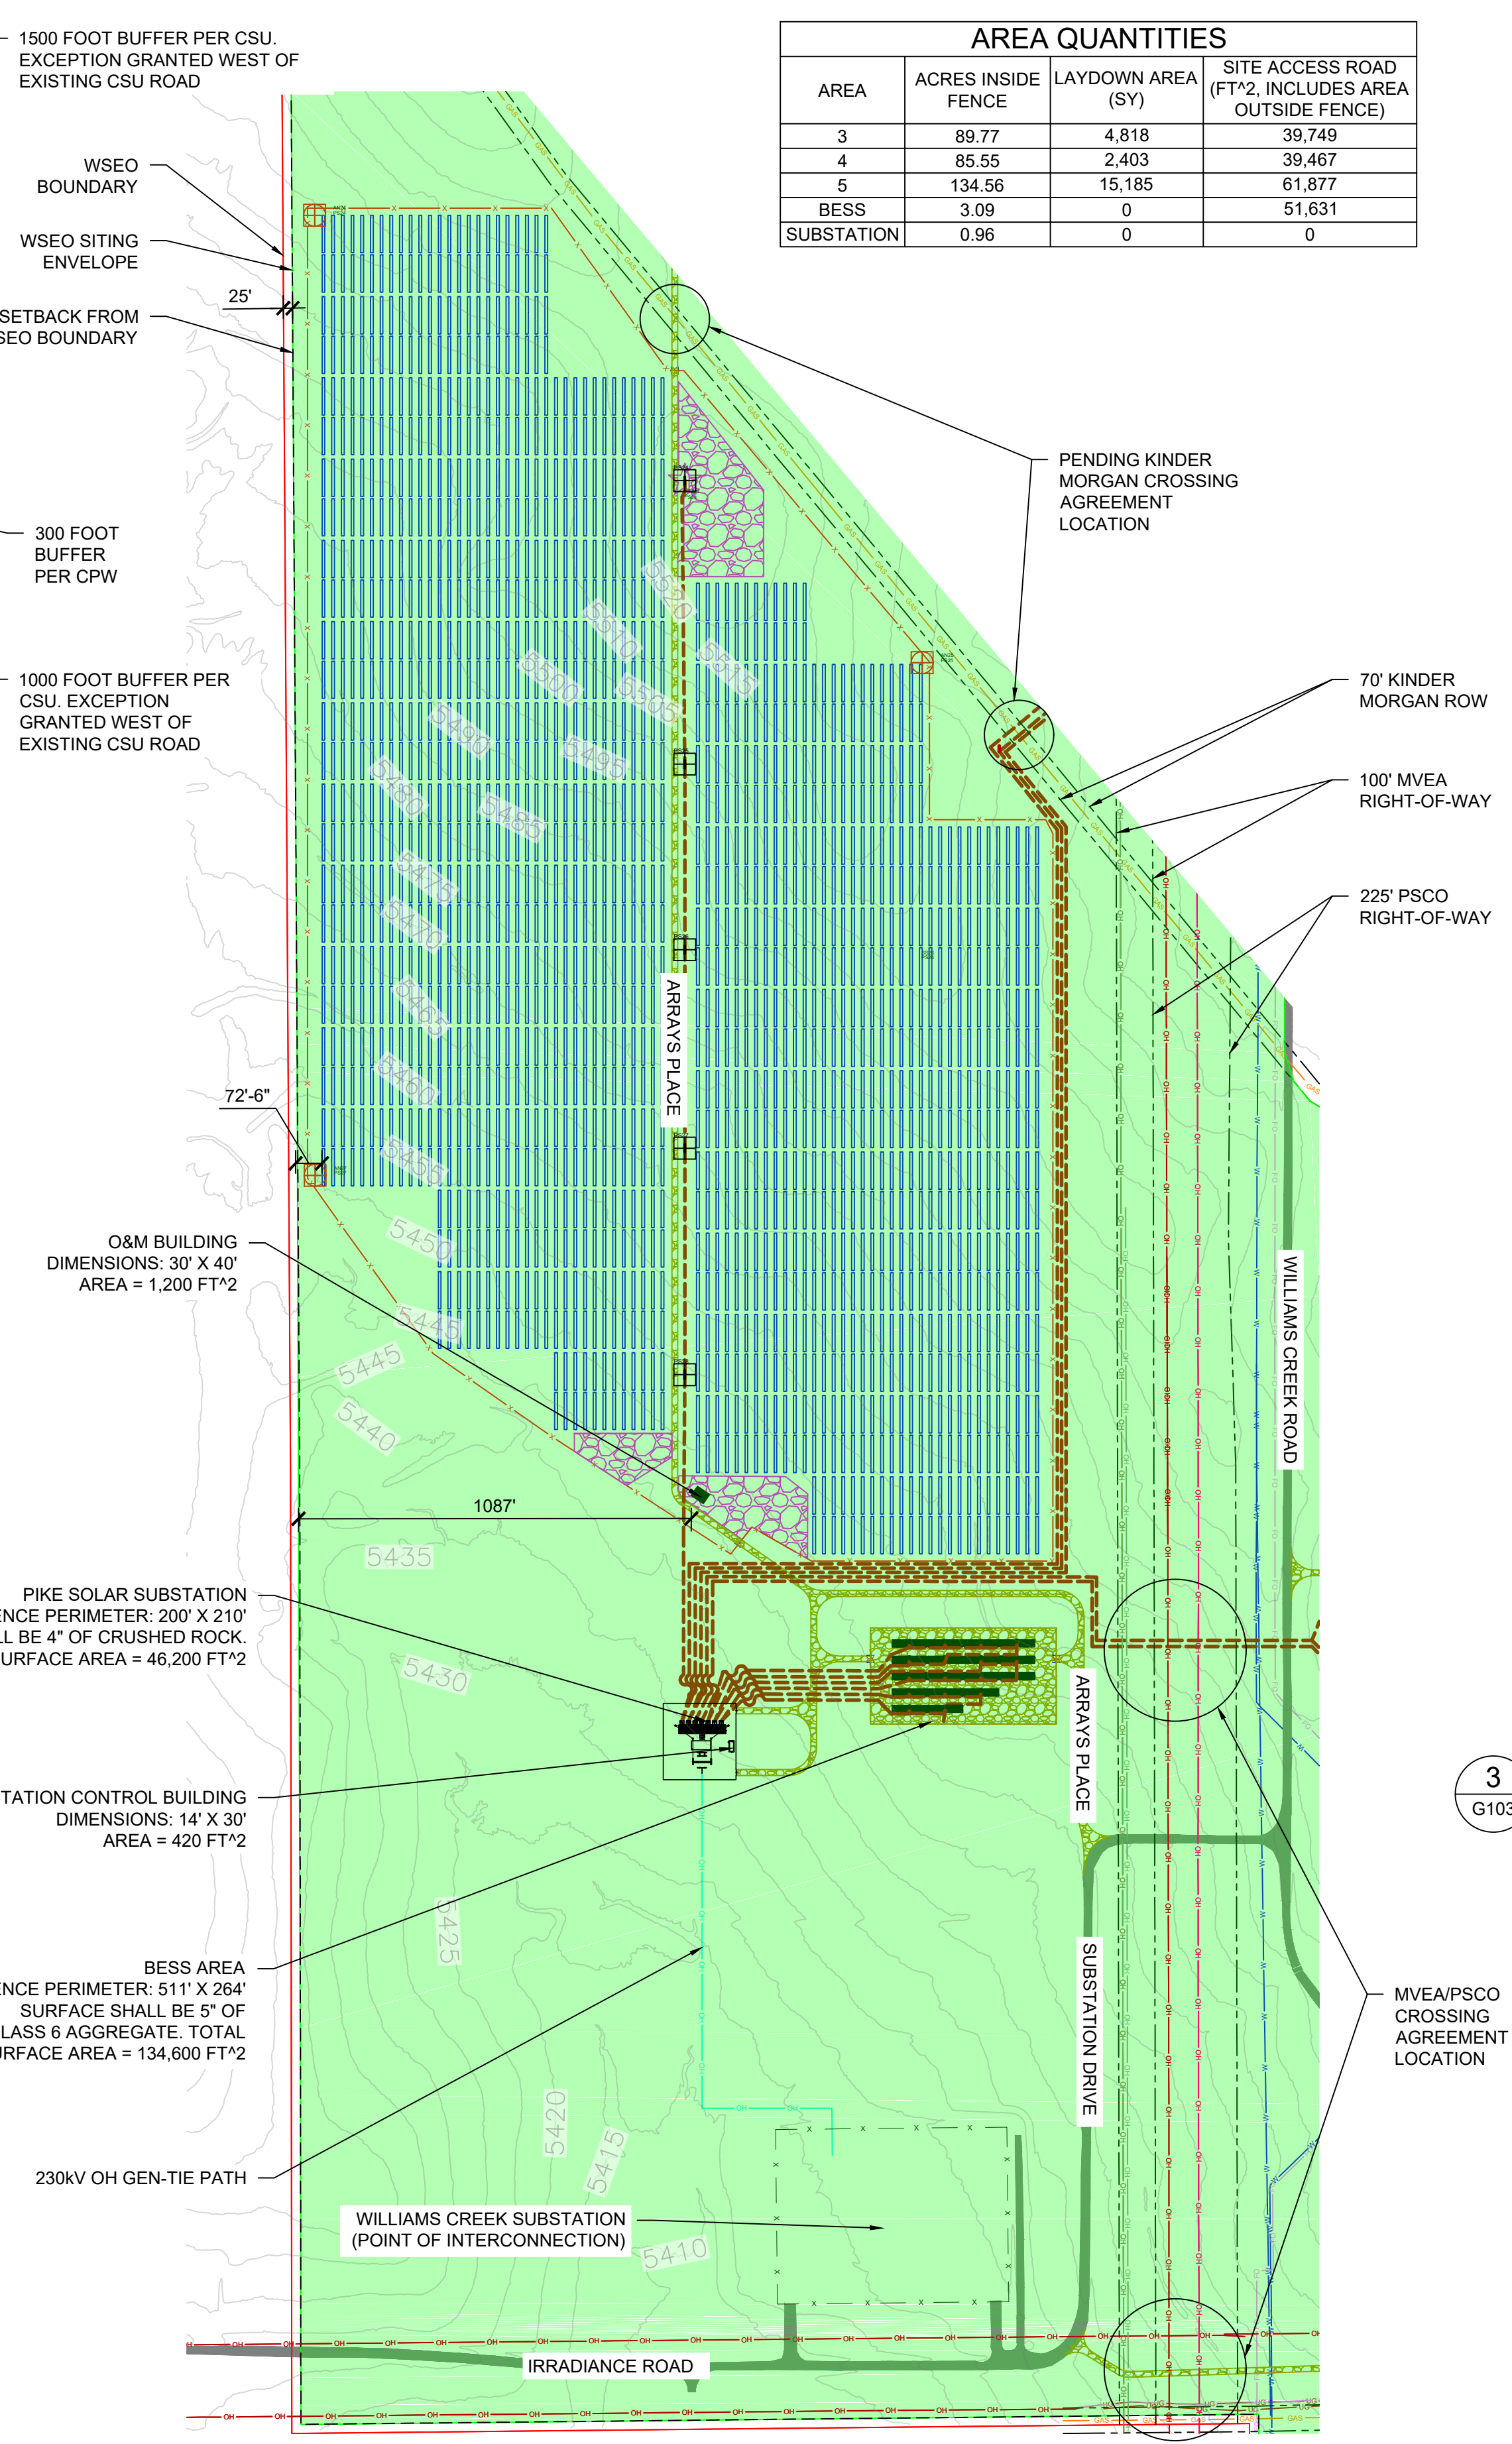 1500 FOOT BUFFER PER CSU.
EXCEPTION GRANTED WEST OF
EXISTING CSU ROAD
AREA QUANTITIES
AREA
ACRES INSIDE
FENCE
LAYDOWN AREA
(SY)
SITE ACCESS ROAD
(FT^2, INCLUDES AREA
OUTSIDE FENCE)
3 89.77 4,818 39,749
4 85.55 2,403 39,467
5 134.56 15,185 61,877
BESS 3.09 0 51,631
SUBSTATION 0.96 0 0
WSEO
BOUNDARY
WSEO SITING
ENVELOPE
25'
SETBACK FROM
SEO BOUNDARY
300 FOOT
BUFFER
PER CPW
1000 FOOT BUFFER PER
CSU. EXCEPTION
GRANTED WEST OF
EXISTING CSU ROAD
PENDING KINDER
MORGAN CROSSING
AGREEMENT
LOCATION
70' KINDER
MORGAN ROW
100' MVEA
RIGHT-OF-WAY
225' PSCO
RIGHT-OF-WAY
5520
5510
5515
5500
5505
5490
5495
5480
5485
5475
5470
5465
5460
5455
5450
5445
5445
5440
5435
5430
5425
5420
5415
5410
ARRAYS PLACE
72'-6"
O&M BUILDING
DIMENSIONS: 30' X 40'
AREA = 1,200 FT^2
WILLIAMS CREEK ROAD
1087'
PIKE SOLAR SUBSTATION
ENCE PERIMETER: 200' X 210'
LL BE 4" OF CRUSHED ROCK.
URFACE AREA = 46,200 FT^2
ARRAYS PLACE
TATION CONTROL BUILDING
DIMENSIONS: 14' X 30'
AREA = 420 FT^2
3
G103
BESS AREA
ENCE PERIMETER: 511' X 264'
SURFACE SHALL BE 5" OF
LASS 6 AGGREGATE. TOTAL
URFACE AREA = 134,600 FT^2
SUBSTATION DRIVE
MVEA/PSCO
CROSSING
AGREEMENT
LOCATION
230kV OH GEN-TIE PATH
WILLIAMS CREEK SUBSTATION
(POINT OF INTERCONNECTION)
IRRADIANCE ROAD